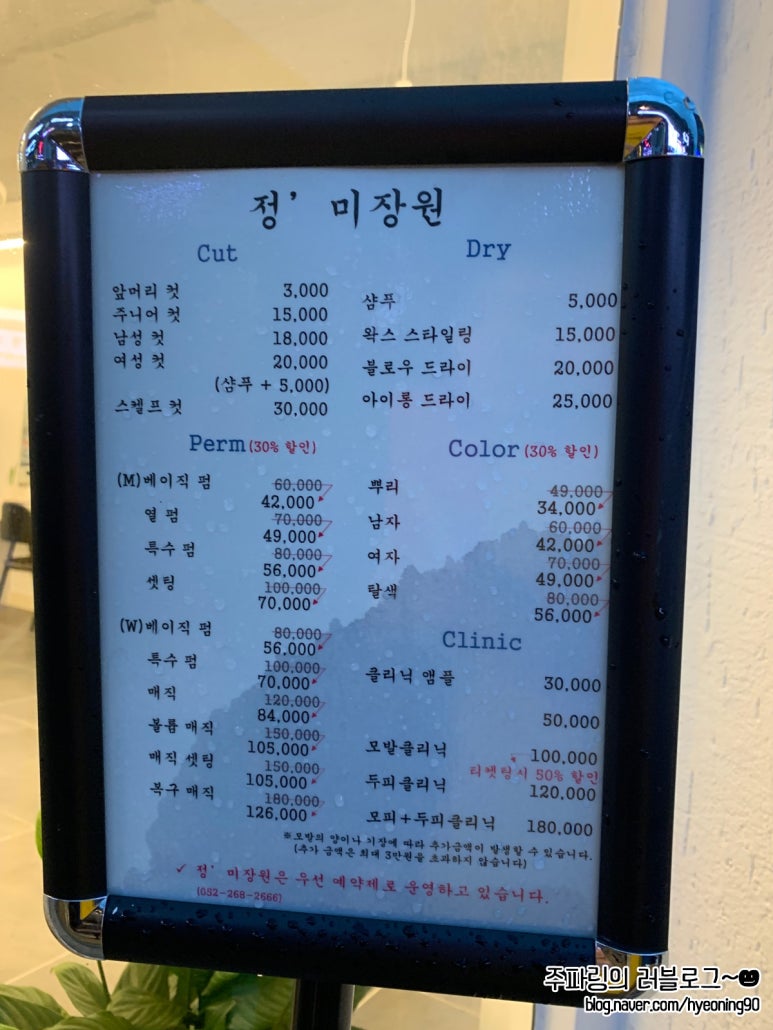 정' 미장원
Cut
앞머리 컷 3,000
주니어 컷 15,000
남성 컷 18,000
여성 컷 20,000
(샴푸 + 5,000)
스켈프 컷 30,000
Dry
샴푸 5,000
왁스 스타일링 15,000
블로우 드라이 20,000
아이롱 드라이 25,000
Perm (30% 할인)
(M)베이직 펌 60,000
42,000
열 펌 70,000
49,000
특수 펌 80,000
56,000
셋팅 100,000
70,000
(W)베이직 펌 80,000
56,000
특수 펌 100,000
70,000
매직 120,000
84,000
볼륨 매직 150,000
105,000
매직 셋팅 150,000
105,000
복구 매직 180,000
126,000
Color (30% 할인)
뿌리 49,000
34,000
남자 60,000
42,000
여자 70,000
49,000
탈색 80,000
56,000
Clinic
클리닉 앰플 30,000
50,000
모발클리닉 100,000
티켓팅시 50% 할인
두피클리닉 120,000
모피+두피클리닉 180,000
※모발의 양이나 기장에 따라 추가금액이 발생할 수 있습니다.
(추가 금액은 최대 3만원을 초과하지 않습니다)
✓ 정' 미장원은 우선 예약제로 운영하고 있습니다.
(052-268-2666)
주파링의 러블로그~
blog.naver.com/hyeoning90